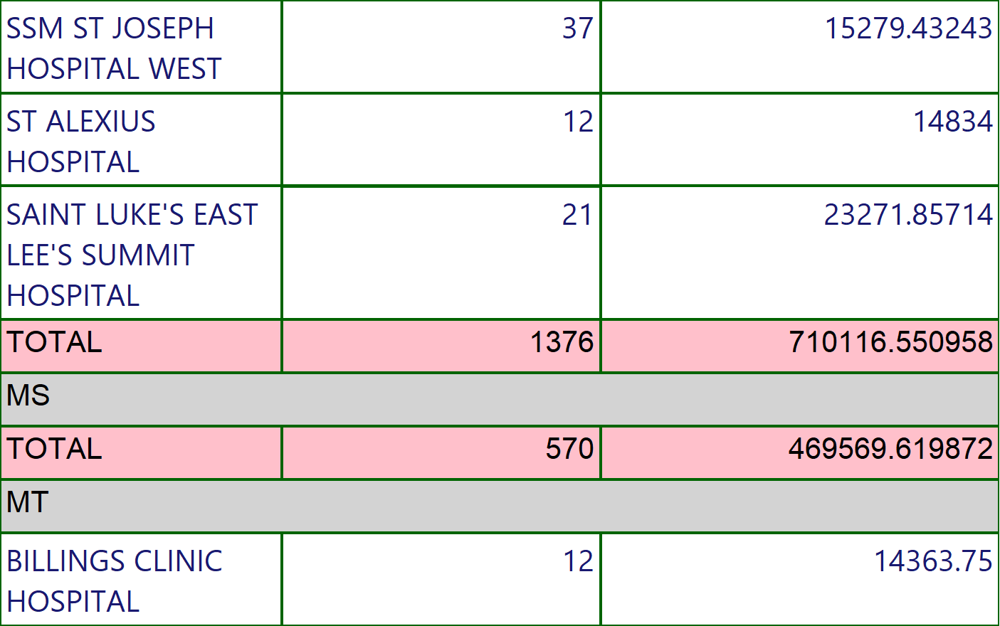 SSM ST JOSEPH 37 15279.43243
HOSPITAL WEST
ST ALEXIUS 12 14834
HOSPITAL
SAINT LUKE'S EAST 21 23271.85714
LEE'S SUMMIT
HOSPITAL
TOTAL 1376 710116.550958
MS
TOTAL 570 469569.619872
MT
BILLINGS CLINIC 12 14363.75
HOSPITAL